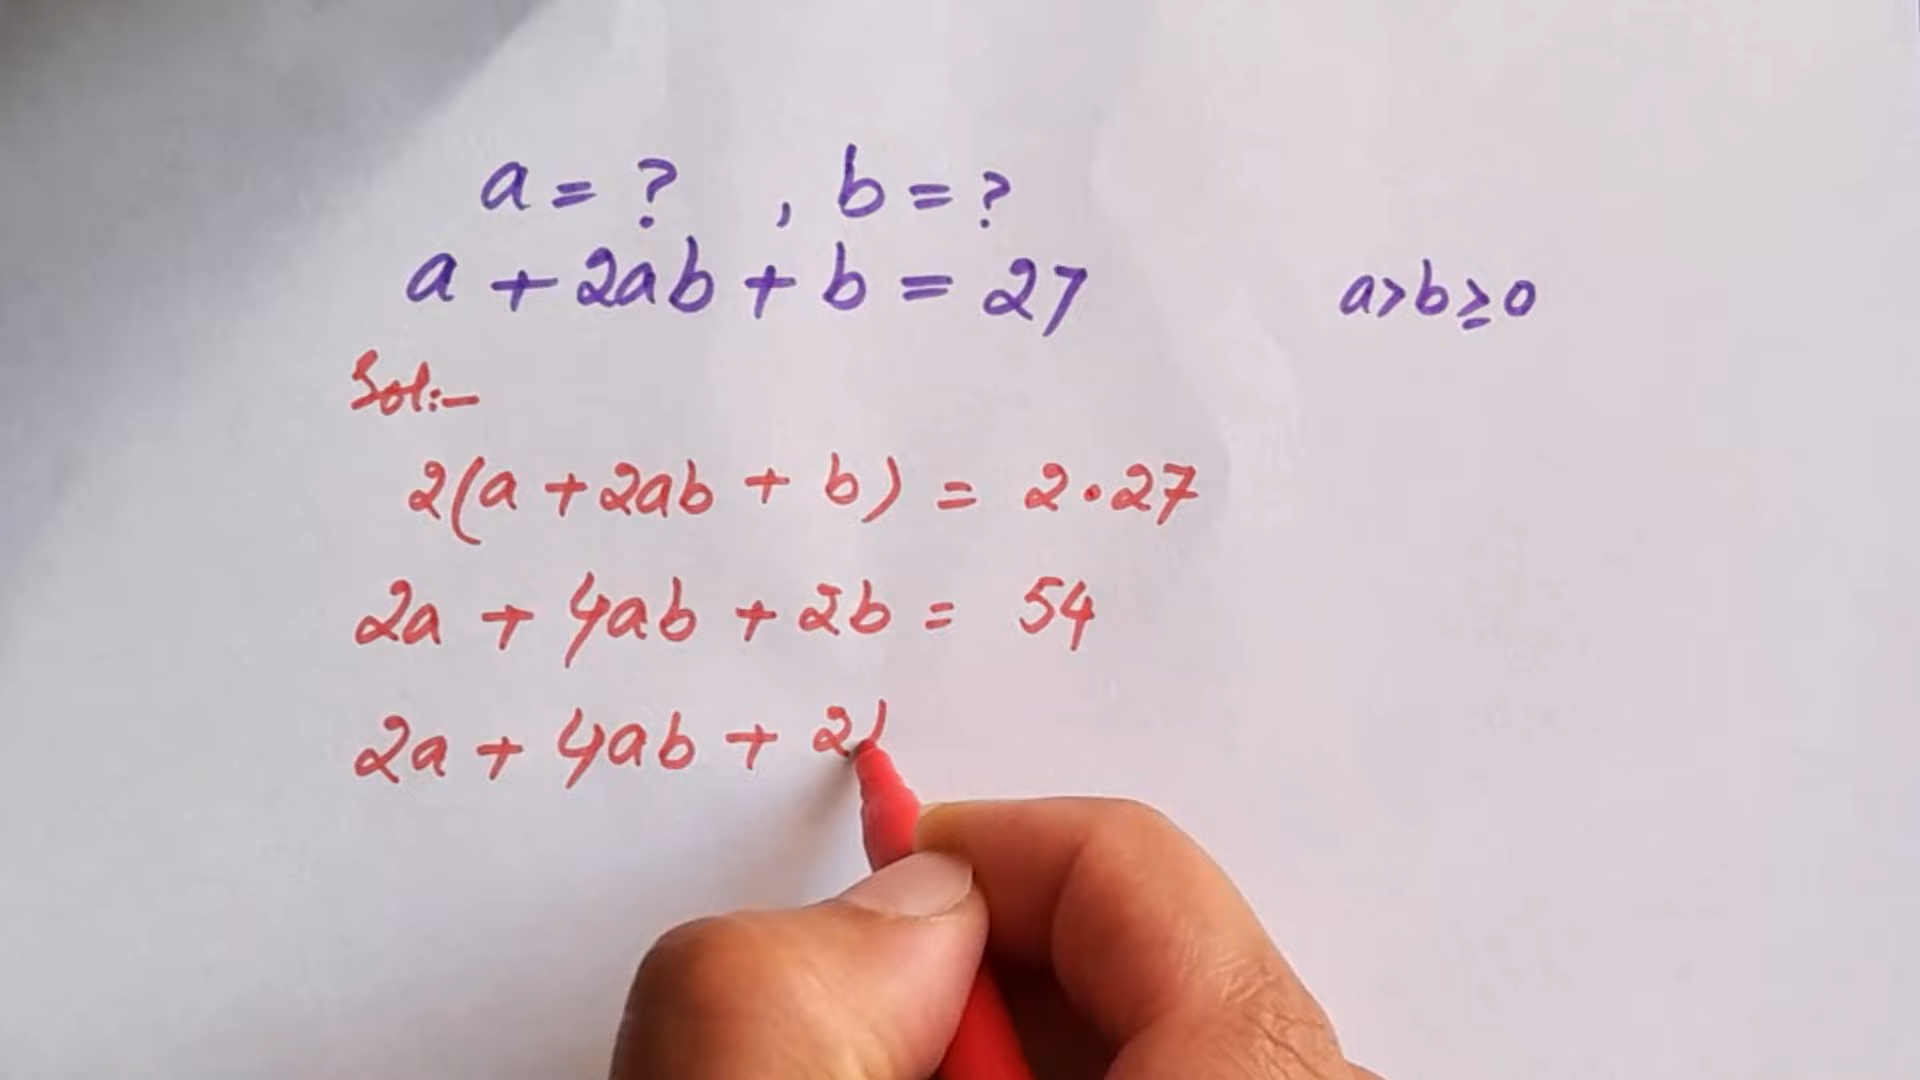 a = ? , b = ?
a + 2ab + b = 27 a>b≥0
Sol:-
2(a + 2ab + b) = 2·27
2a + 4ab + 2b = 54
2a + 4ab + 2